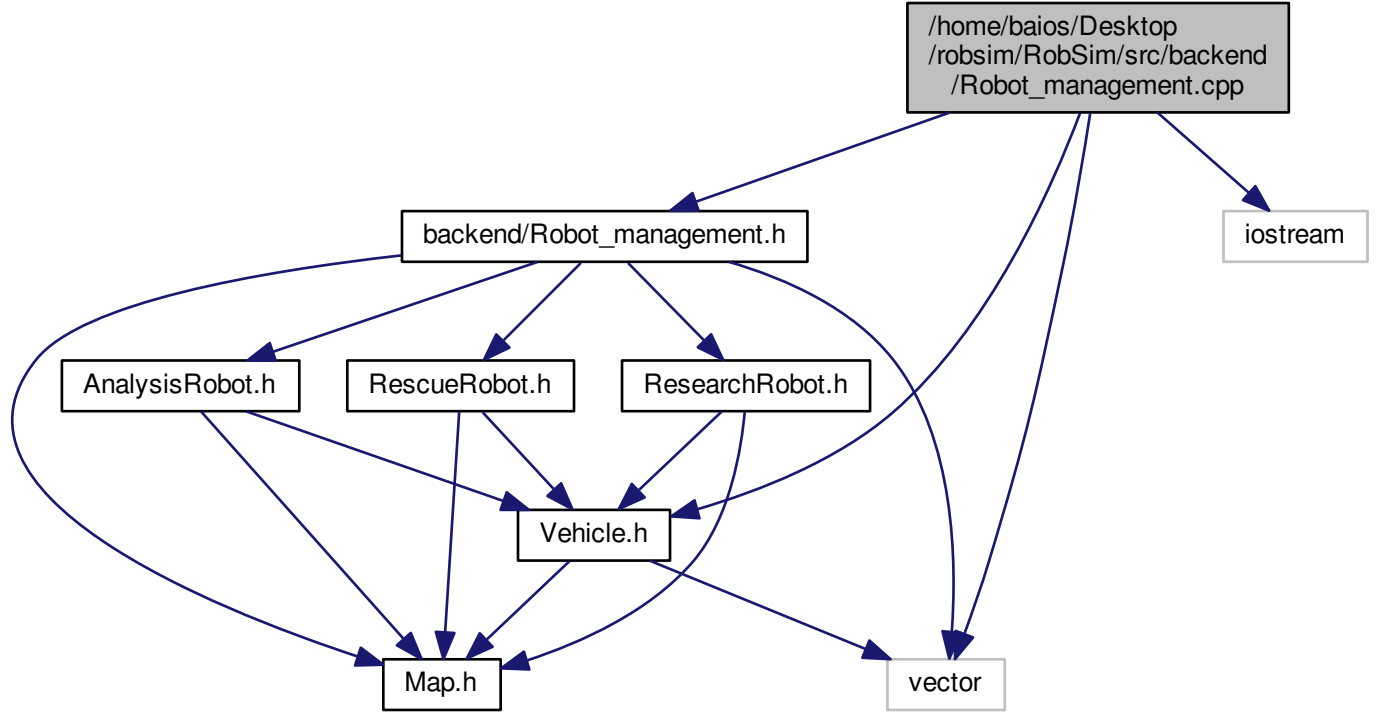 /home/baios/Desktop
/robsim/RobSim/src/backend
/Robot_management.cpp
backend/Robot_management.h
iostream
AnalysisRobot.h
RescueRobot.h
ResearchRobot.h
Vehicle.h
Map.h
vector